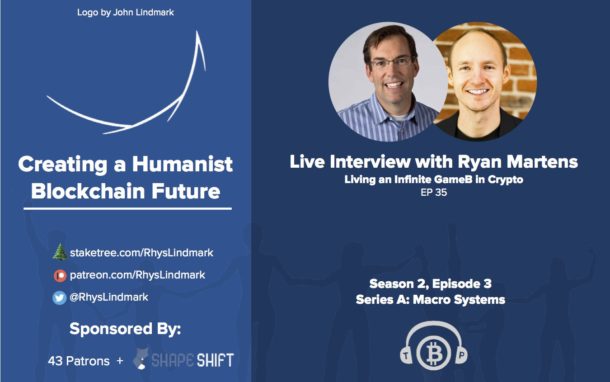 Logo by John Lindmark
Creating a Humanist
Blockchain Future
staketree.com/RhysLindmark
patreon.com/RhysLindmark
@RhysLindmark
Sponsored By:
43 Patrons + SHAPESHIFT
Live Interview with Ryan Martens
Living an Infinite GameB in Crypto
EP 35
Season 2, Episode 3
Series A: Macro Systems
T B P